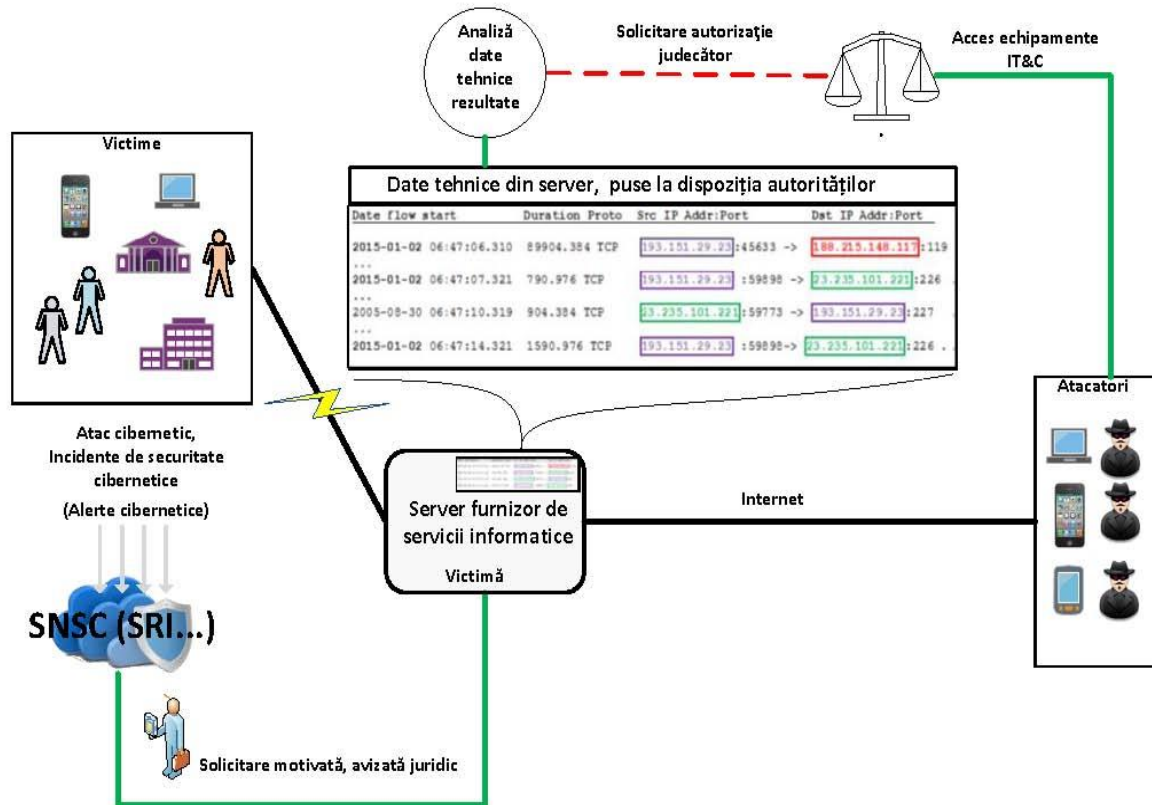 Analiză
date
tehnice
rezultate
Solicitare autorizaţie
judecător
Acces echipamente
IT&C
Victime
Date tehnice din server, puse la dispoziția autorităților
Date flow start Duration Proto Src IP Addr:Port Dst IP Addr:Port
2015-01-02 06:47:06.310 89904.384 TCP 193.151.29.23:45633 -> 188.215.148.117:119
...
2015-01-02 06:47:07.321 790.976 TCP 193.151.29.23 :59898 -> 23.235.101.221:226 .
...
2005-08-30 06:47:10.319 904.384 TCP 23.235.101.221:59773 -> 193.151.29.23 :227
...
2015-01-02 06:47:14.321 1590.976 TCP 193.151.29.23 :59898-> 23.235.101.221:226 ..
Atacatori
Atac cibernetic,
Incidente de securitate
cibernetice
(Alerte cibernetice)
Server furnizor de
servicii informatice
Victimă
Internet
SNSC (SRI...)
Solicitare motivată, avizată juridic